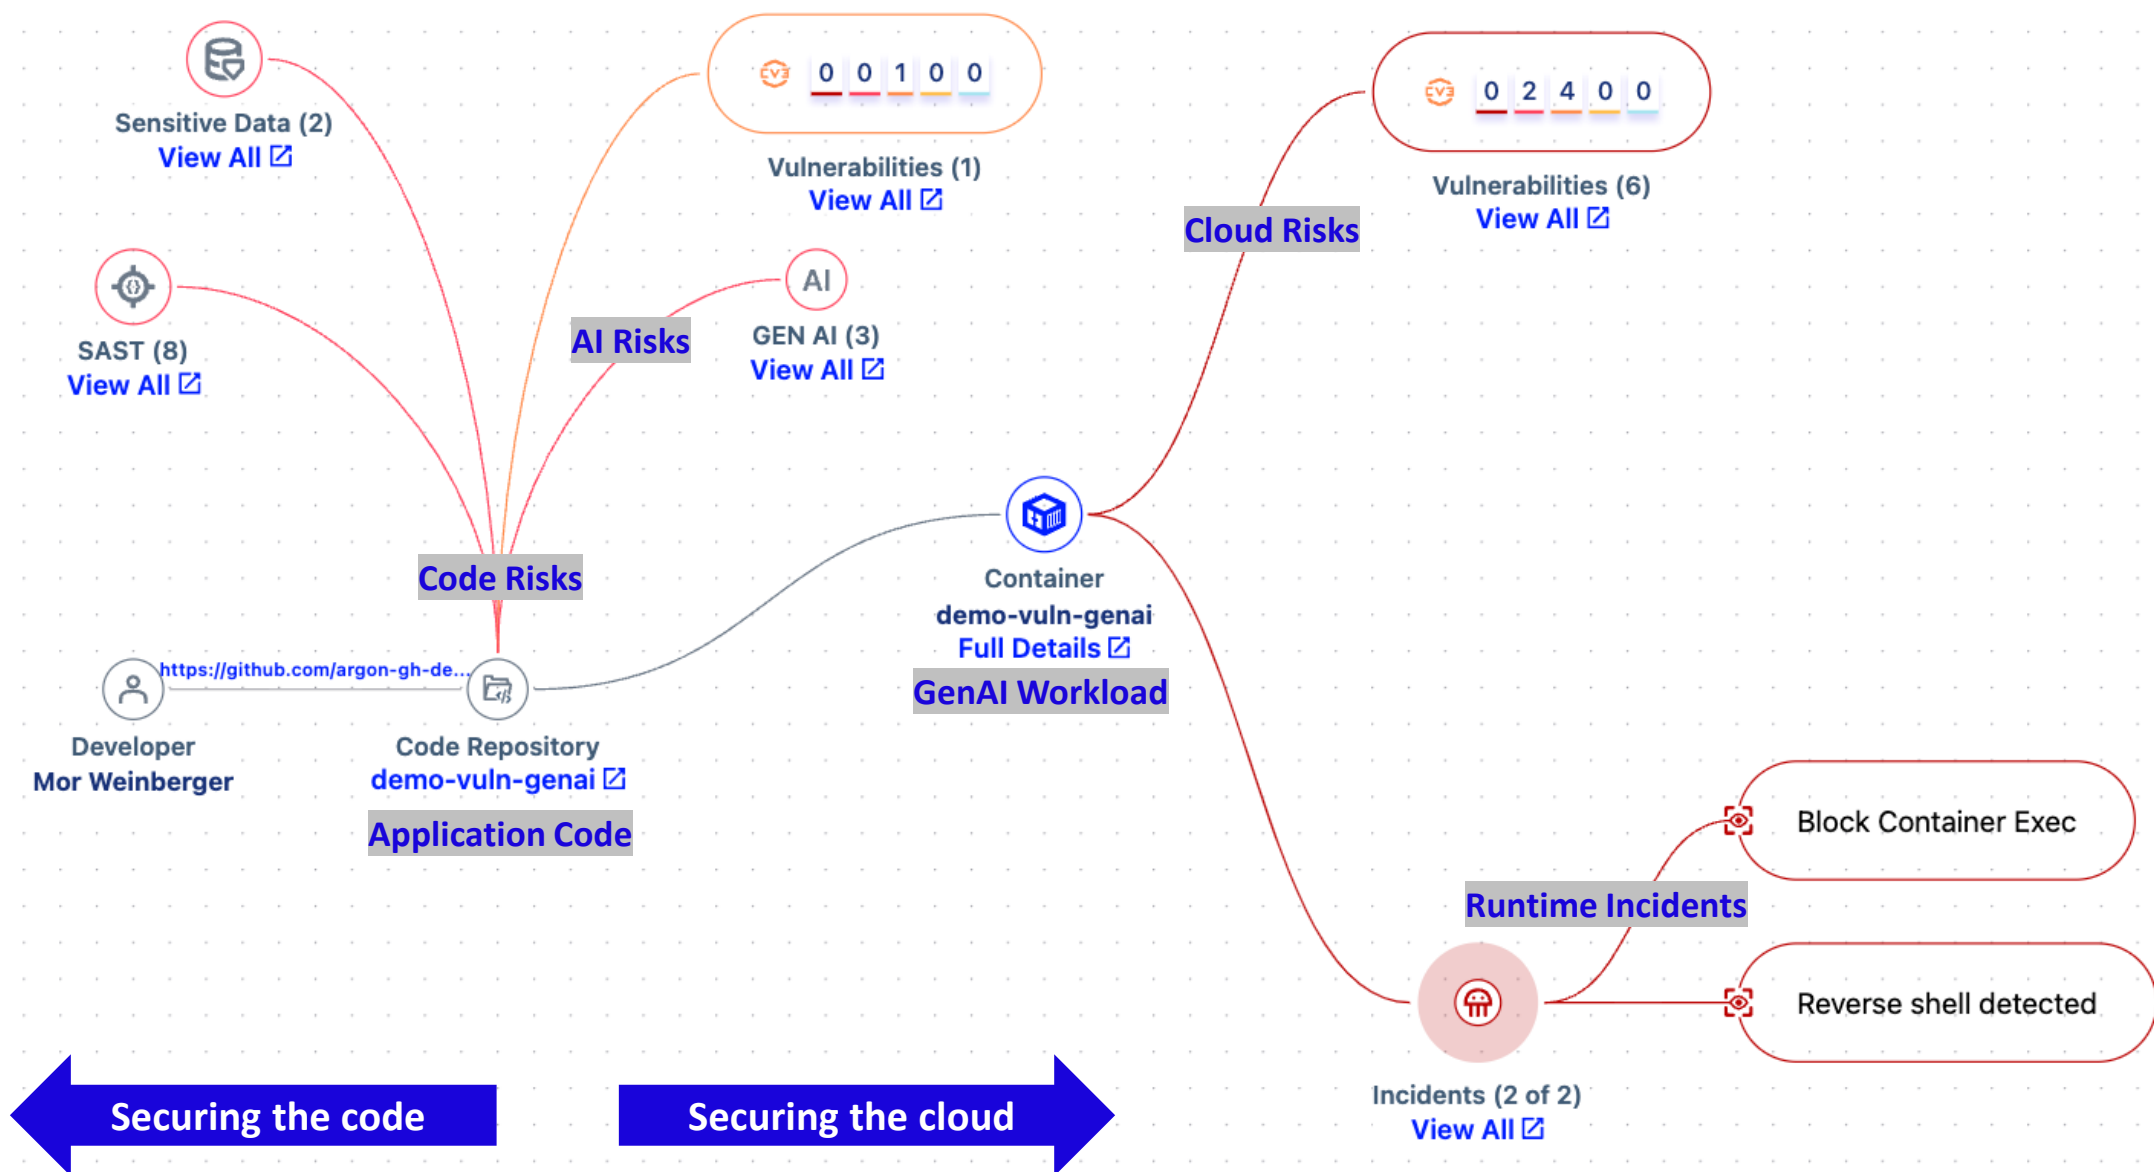 Sensitive Data (2)
View All
CVE 0 0 1 0 0
Vulnerabilities (1)
View All
CVE 0 2 4 0 0
Vulnerabilities (6)
View All
Cloud Risks
SAST (8)
View All
AI Risks
AI
GEN AI (3)
View All
Code Risks
Container
demo-vuln-genai
Full Details
GenAI Workload
https://github.com/argon-gh-de...
Developer
Mor Weinberger
Code Repository
demo-vuln-genai
Application Code
Block Container Exec
Runtime Incidents
Reverse shell detected
Incidents (2 of 2)
View All
Securing the code
Securing the cloud